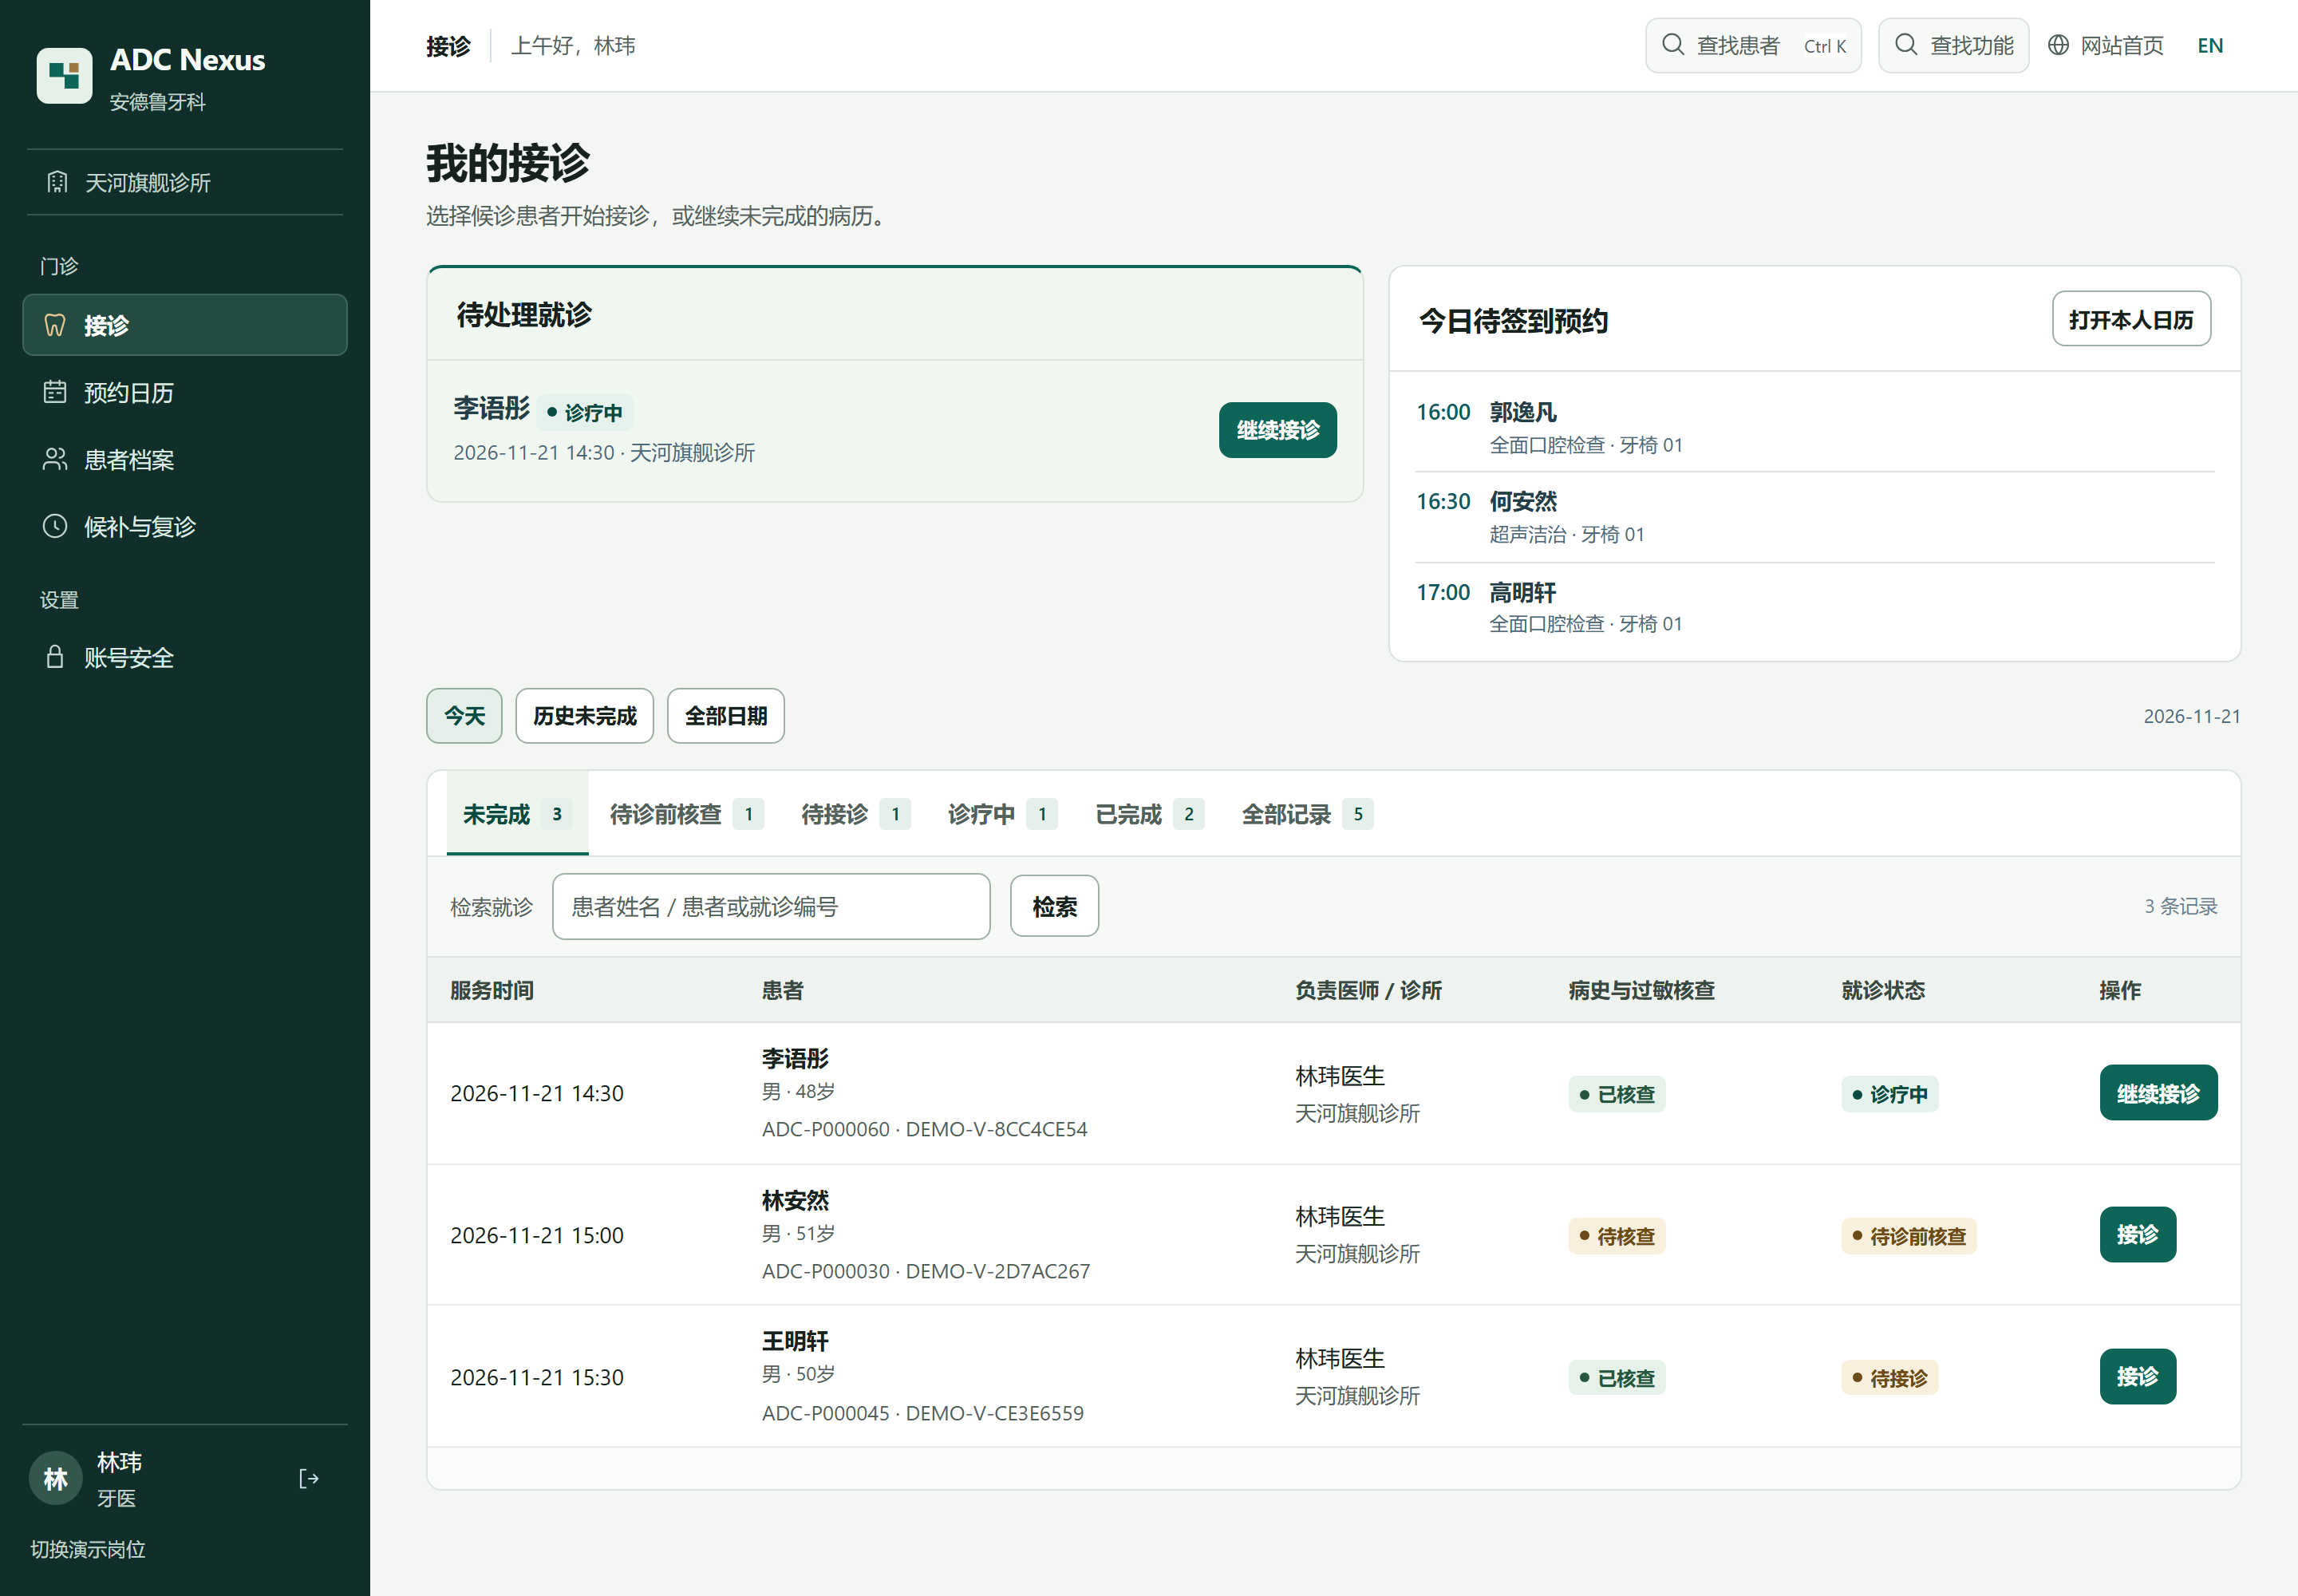 ADC Nexus
安德鲁牙科
天河旗舰诊所
门诊
接诊
预约日历
患者档案
候补与复诊
设置
账号安全
林
林玮
牙医
切换演示岗位
接诊
上午好，林玮
查找患者 Ctrl K
查找功能
网站首页
EN
我的接诊
选择候诊患者开始接诊，或继续未完成的病历。
待处理就诊
李语彤 诊疗中
2026-11-21 14:30 · 天河旗舰诊所
继续接诊
今日待签到预约
打开本人日历
16:00 郭逸凡
全面口腔检查 · 牙椅 01
16:30 何安然
超声洁治 · 牙椅 01
17:00 高明轩
全面口腔检查 · 牙椅 01
今天 历史未完成 全部日期
2026-11-21
未完成 3 待诊前核查 1 待接诊 1 诊疗中 1 已完成 2 全部记录 5
检索就诊 患者姓名 / 患者或就诊编号 检索
3 条记录
服务时间 患者 负责医师 / 诊所 病史与过敏核查 就诊状态 操作
2026-11-21 14:30
李语彤
男 · 48岁
ADC-P000060 · DEMO-V-8CC4CE54
林玮医生
天河旗舰诊所
已核查
诊疗中
继续接诊
2026-11-21 15:00
林安然
男 · 51岁
ADC-P000030 · DEMO-V-2D7AC267
林玮医生
天河旗舰诊所
待核查
待诊前核查
接诊
2026-11-21 15:30
王明轩
男 · 50岁
ADC-P000045 · DEMO-V-CE3E6559
林玮医生
天河旗舰诊所
已核查
待接诊
接诊